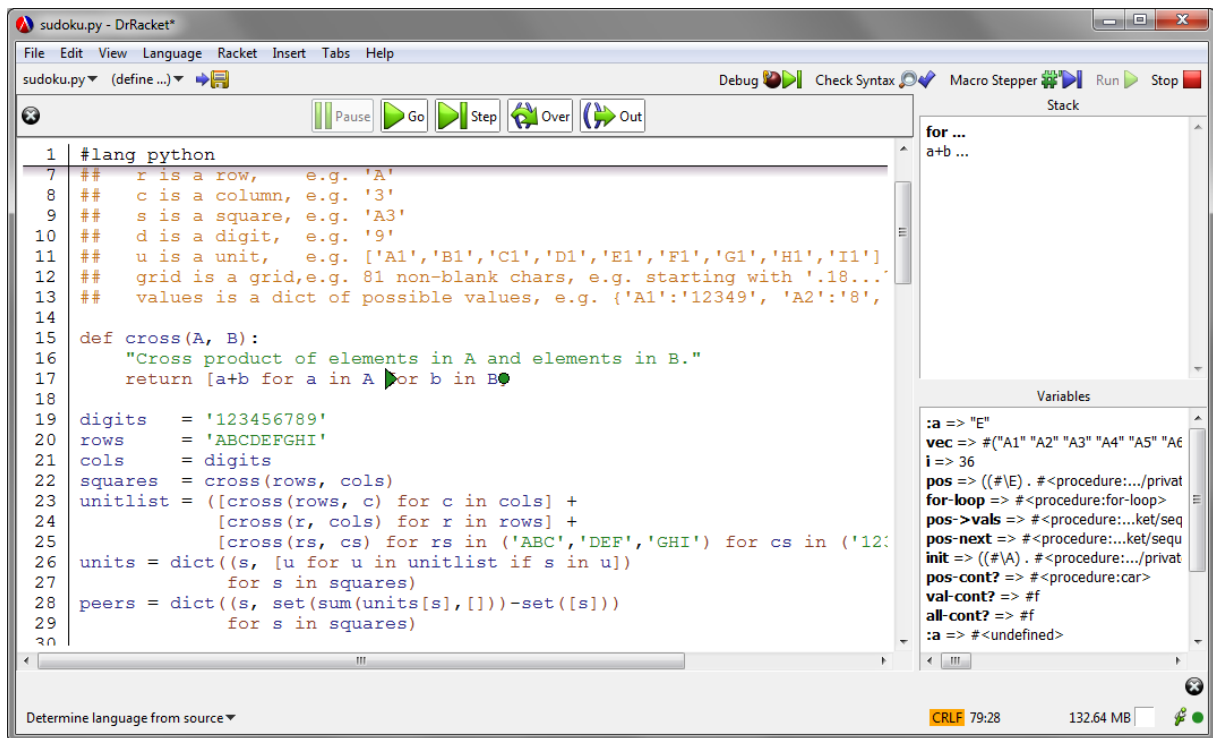 sudoku.py - DrRacket*
File Edit View Language Racket Insert Tabs Help
sudoku.py (define ...) Debug Check Syntax Macro Stepper Run Stop
Pause Go Step Over Out
Stack
for ...
a+b ...
1 #lang python
7 ## r is a row, e.g. 'A'
8 ## c is a column, e.g. '3'
9 ## s is a square, e.g. 'A3'
10 ## d is a digit, e.g. '9'
11 ## u is a unit, e.g. ['A1','B1','C1','D1','E1','F1','G1','H1','I1']
12 ## grid is a grid,e.g. 81 non-blank chars, e.g. starting with '.18...
13 ## values is a dict of possible values, e.g. {'A1':'12349', 'A2':'8',
14
15 def cross(A, B):
16 "Cross product of elements in A and elements in B."
17 return [a+b for a in A or b in B
18
19 digits = '123456789'
20 rows = 'ABCDEFGHI'
21 cols = digits
22 squares = cross(rows, cols)
23 unitlist = ([cross(rows, c) for c in cols] +
24 [cross(r, cols) for r in rows] +
25 [cross(rs, cs) for rs in ('ABC','DEF','GHI') for cs in ('123
26 units = dict((s, [u for u in unitlist if s in u])
27 for s in squares)
28 peers = dict((s, set(sum(units[s],[]))-set([s]))
29 for s in squares)
30
Variables
:a => "E"
vec => #("A1" "A2" "A3" "A4" "A5" "A6
i => 36
pos => ((#\E) . #<procedure:.../privat
for-loop => #<procedure:for-loop>
pos->vals => #<procedure:...ket/seq
pos-next => #<procedure:...ket/sequ
init => ((#\A) . #<procedure:.../privat
pos-cont? => #<procedure:car>
val-cont? => #f
all-cont? => #f
:a => #<undefined>
Determine language from source CRLF 79:28 132.64 MB